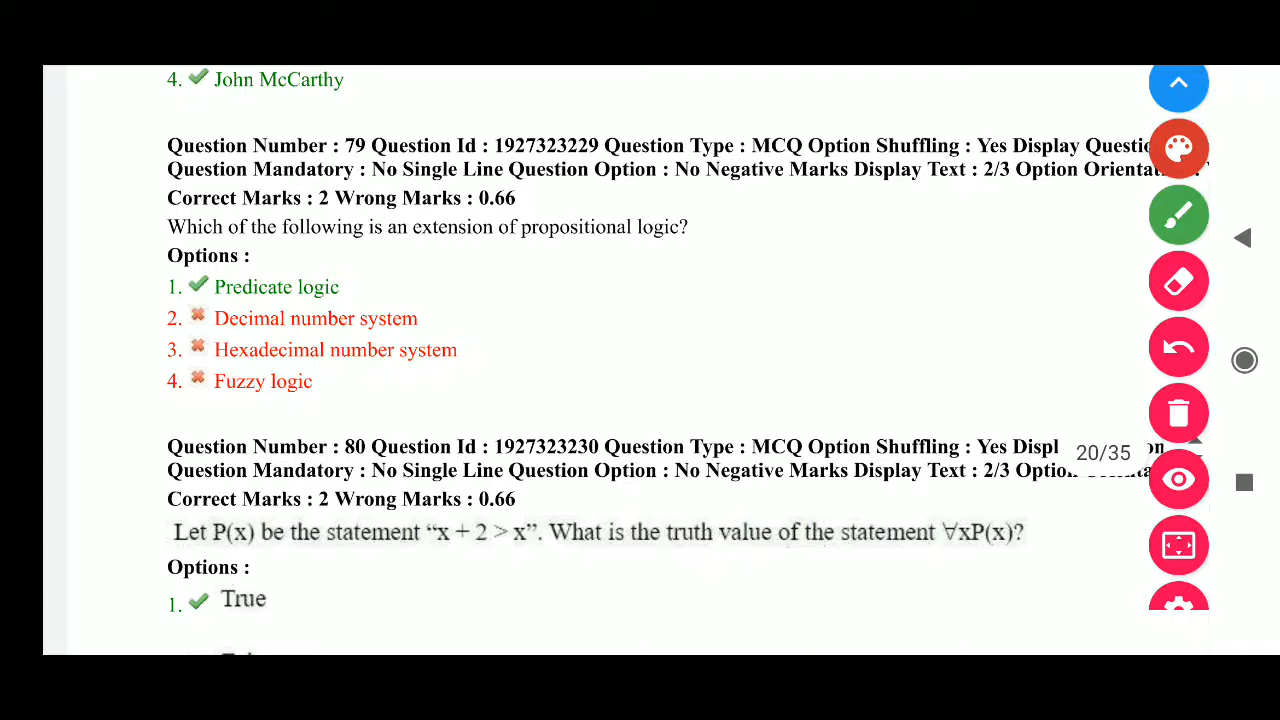 4. John McCarthy
Question Number : 79 Question Id : 1927323229 Question Type : MCQ Option Shuffling : Yes Display
Question Mandatory : No Single Line Question Option : No Negative Marks Display Text : 2/3 Option
Correct Marks : 2 Wrong Marks : 0.66
Which of the following is an extension of propositional logic?
Options :
1. Predicate logic
2. Decimal number system
3. Hexadecimal number system
4. Fuzzy logic
Question Number : 80 Question Id : 1927323230 Question Type : MCQ Option Shuffling : Yes
20/35
Question Mandatory : No Single Line Question Option : No Negative Marks Display Text : 2/3
Correct Marks : 2 Wrong Marks : 0.66
Let P(x) be the statement “x + 2 > x”. What is the truth value of the statement ∀xP(x)?
Options :
1. True